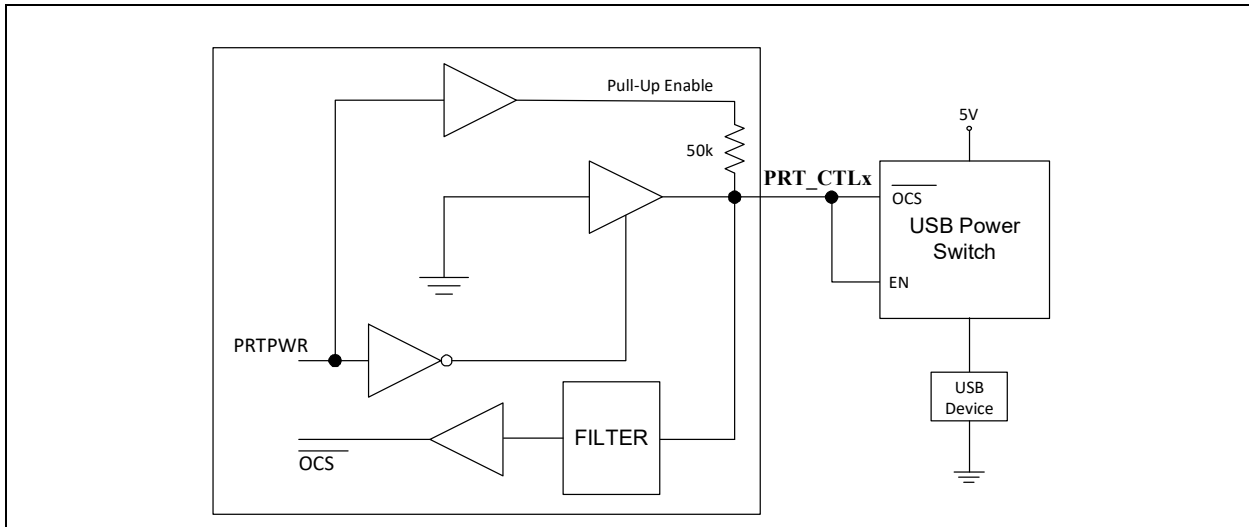 Pull-Up Enable
5V
50k
PRT_CTLx
OCS
USB Power
Switch
EN
PRTPWR
USB
Device
FILTER
OCS